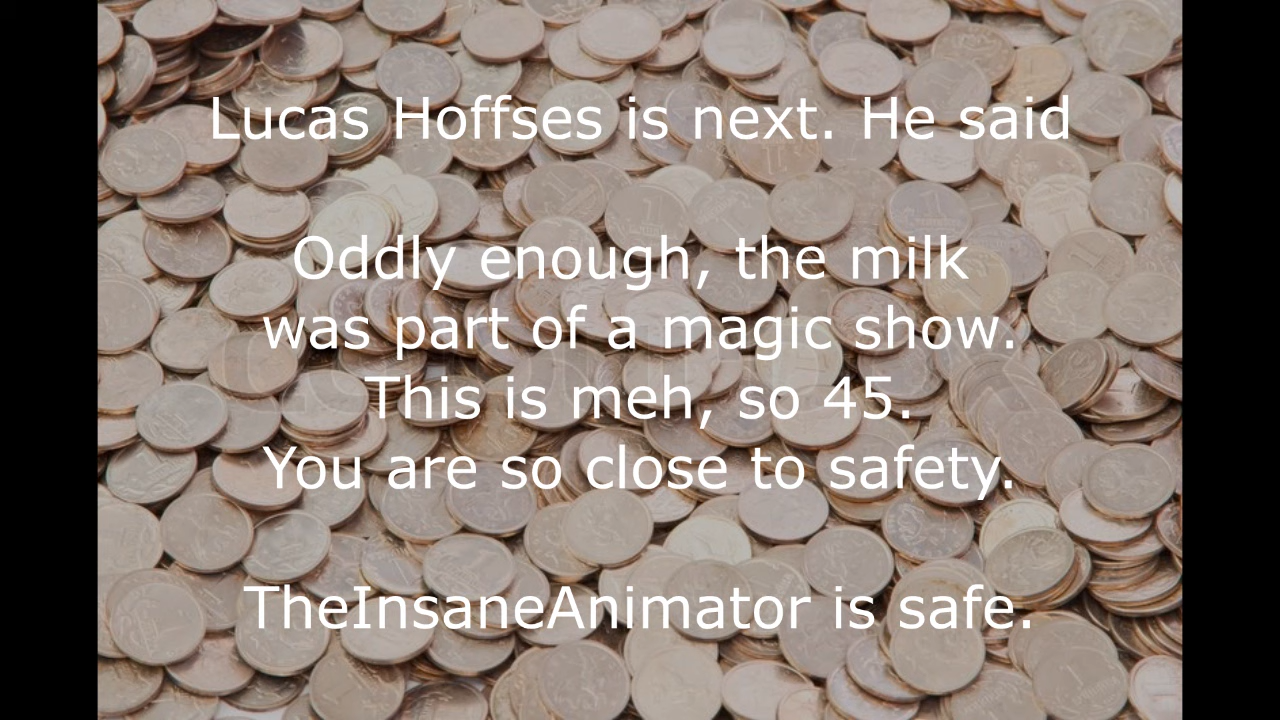 Lucas Hoffses is next. He said
Oddly enough, the milk
was part of a magic show.
This is meh, so 45.
You are so close to safety.
TheInsaneAnimator is safe.